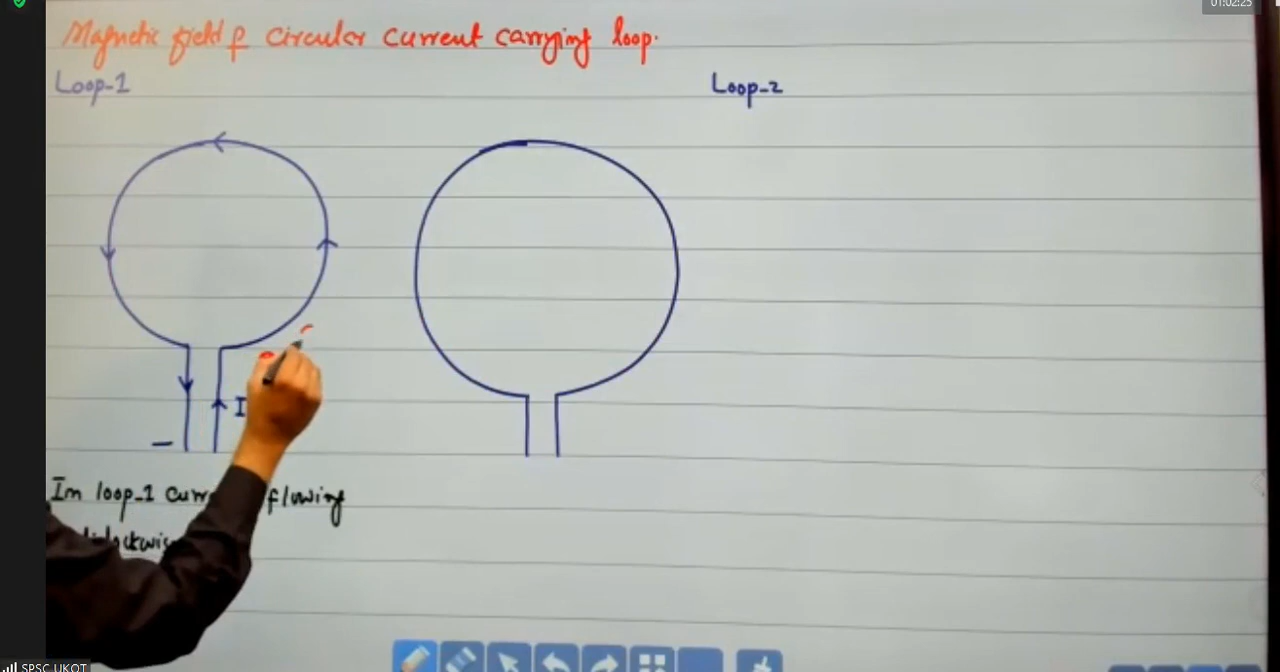 01:02:25
Magnetic field of circular current carrying loop.
Loop-1
Loop-2
I
Im loop-1 flowing
SPSC UKOT